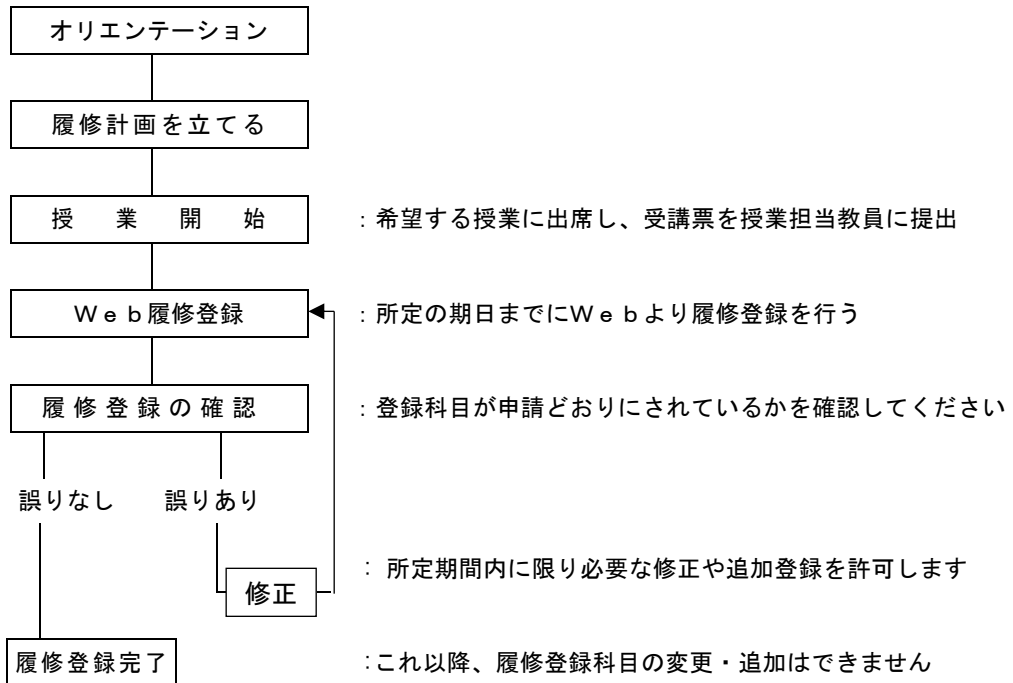 オリエンテーション
履修計画を立てる
授業開始 ：希望する授業に出席し、受講票を授業担当教員に提出
Ｗｅｂ履修登録 ：所定の期日までにＷｅｂより履修登録を行う
履修登録の確認 ：登録科目が申請どおりにされているかを確認してください
誤りなし 誤りあり
修正 ：所定期間内に限り必要な修正や追加登録を許可します
履修登録完了 ：これ以降、履修登録科目の変更・追加はできません